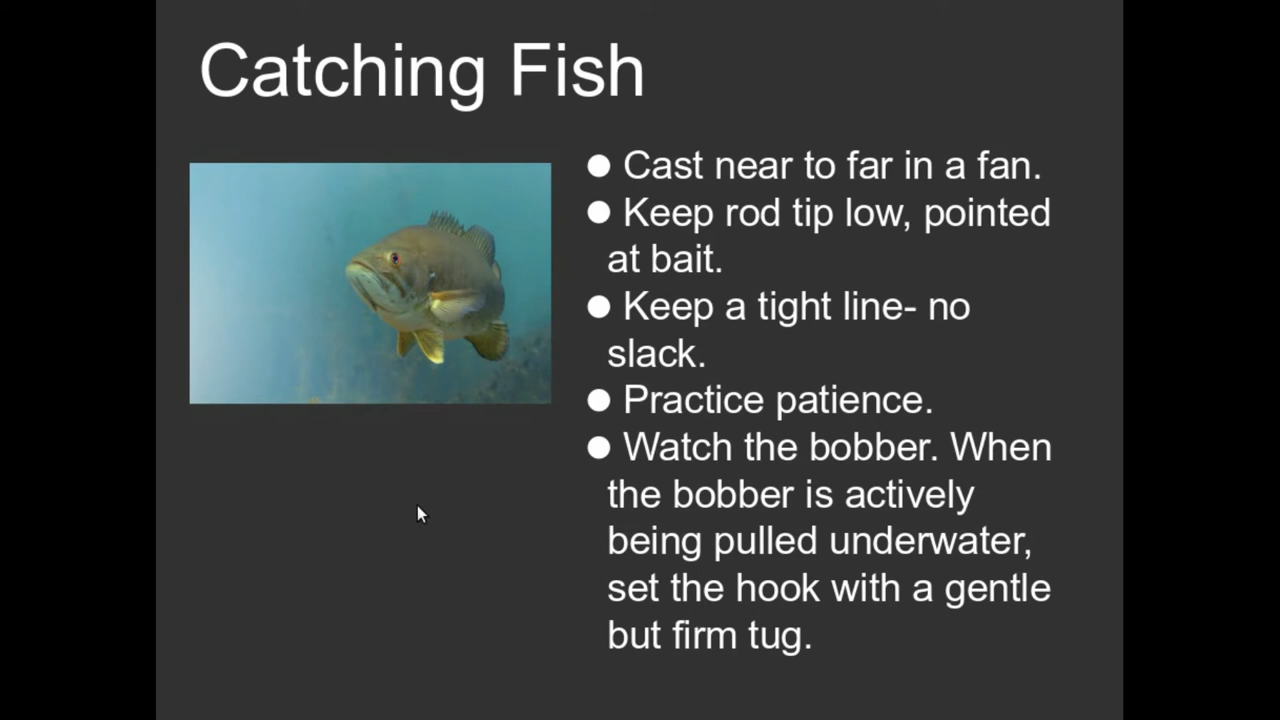 Catching Fish
● Cast near to far in a fan.
● Keep rod tip low, pointed
at bait.
● Keep a tight line- no
slack.
● Practice patience.
● Watch the bobber. When
the bobber is actively
being pulled underwater,
set the hook with a gentle
but firm tug.